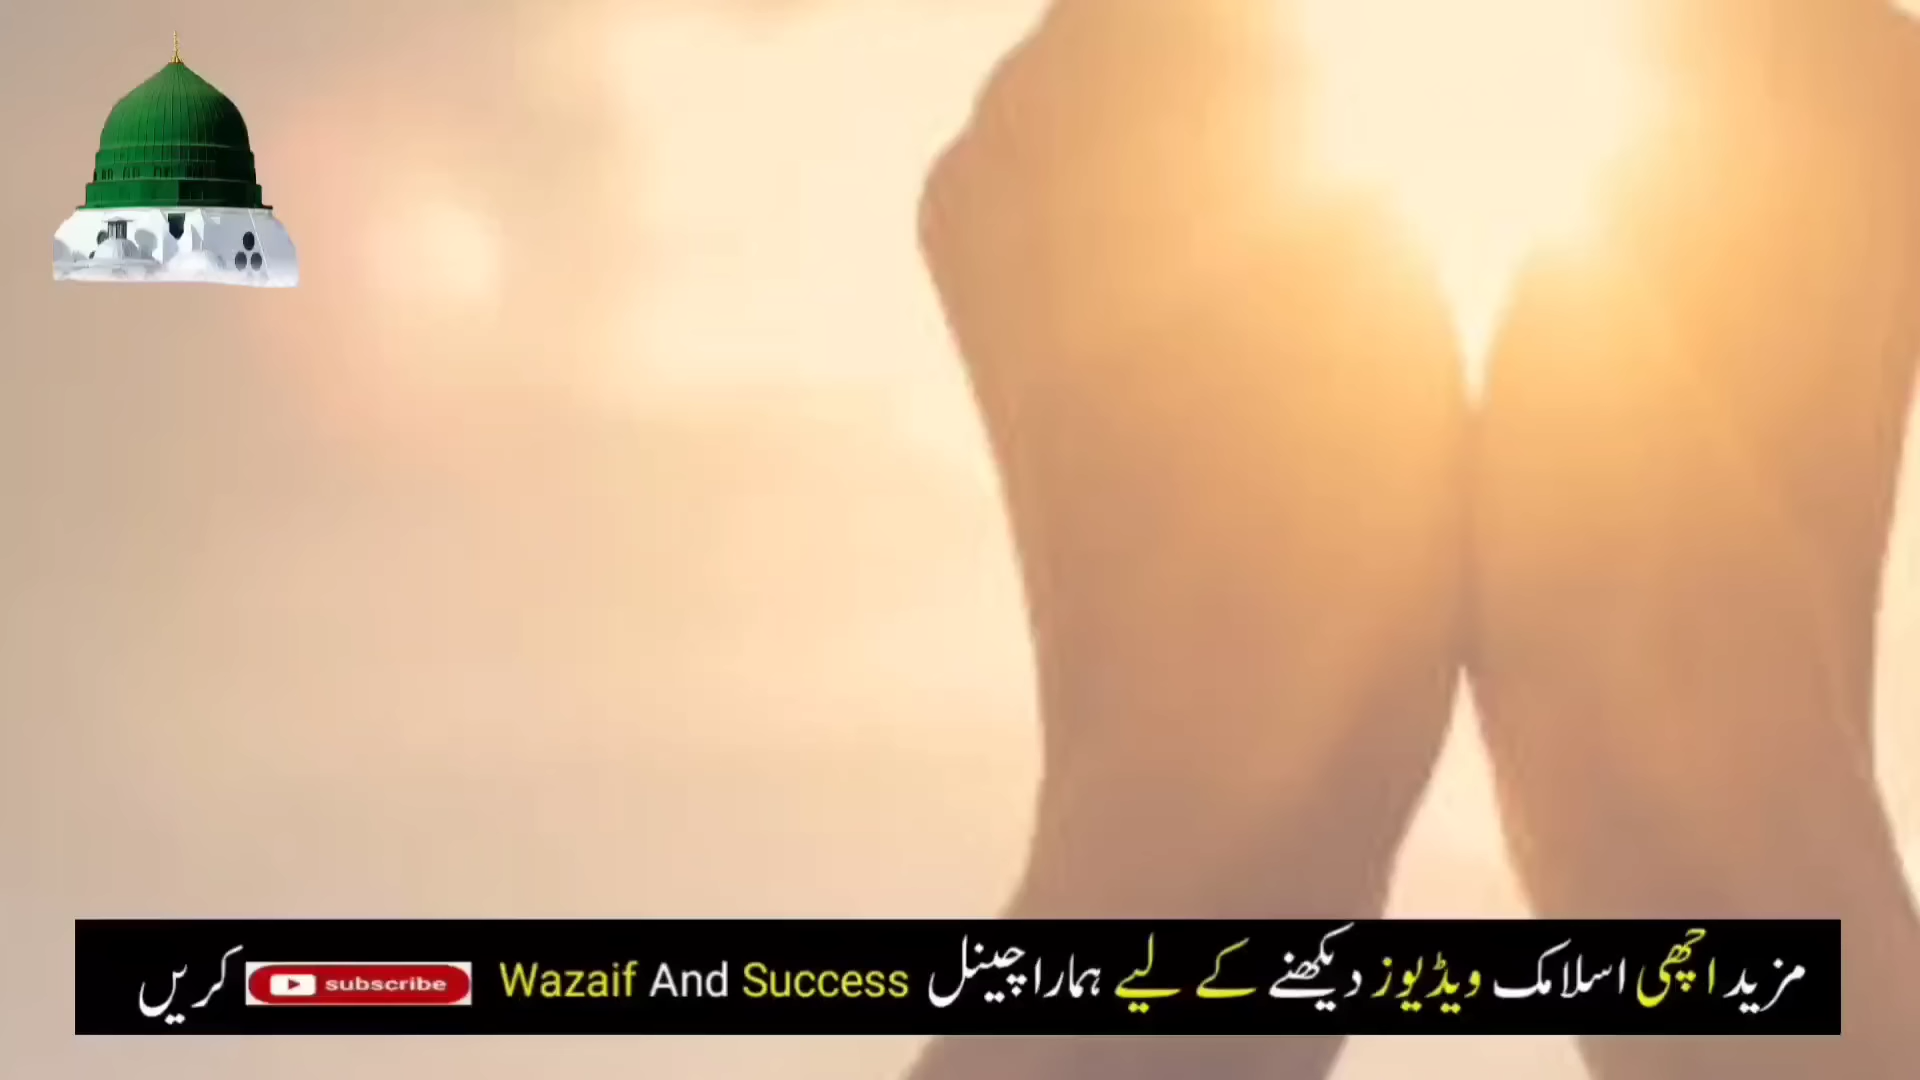 مزید اچھی اسلامک ویڈیوز دیکھنے کے لیے ہمارا چینل Wazaif And Success subscribe کریں